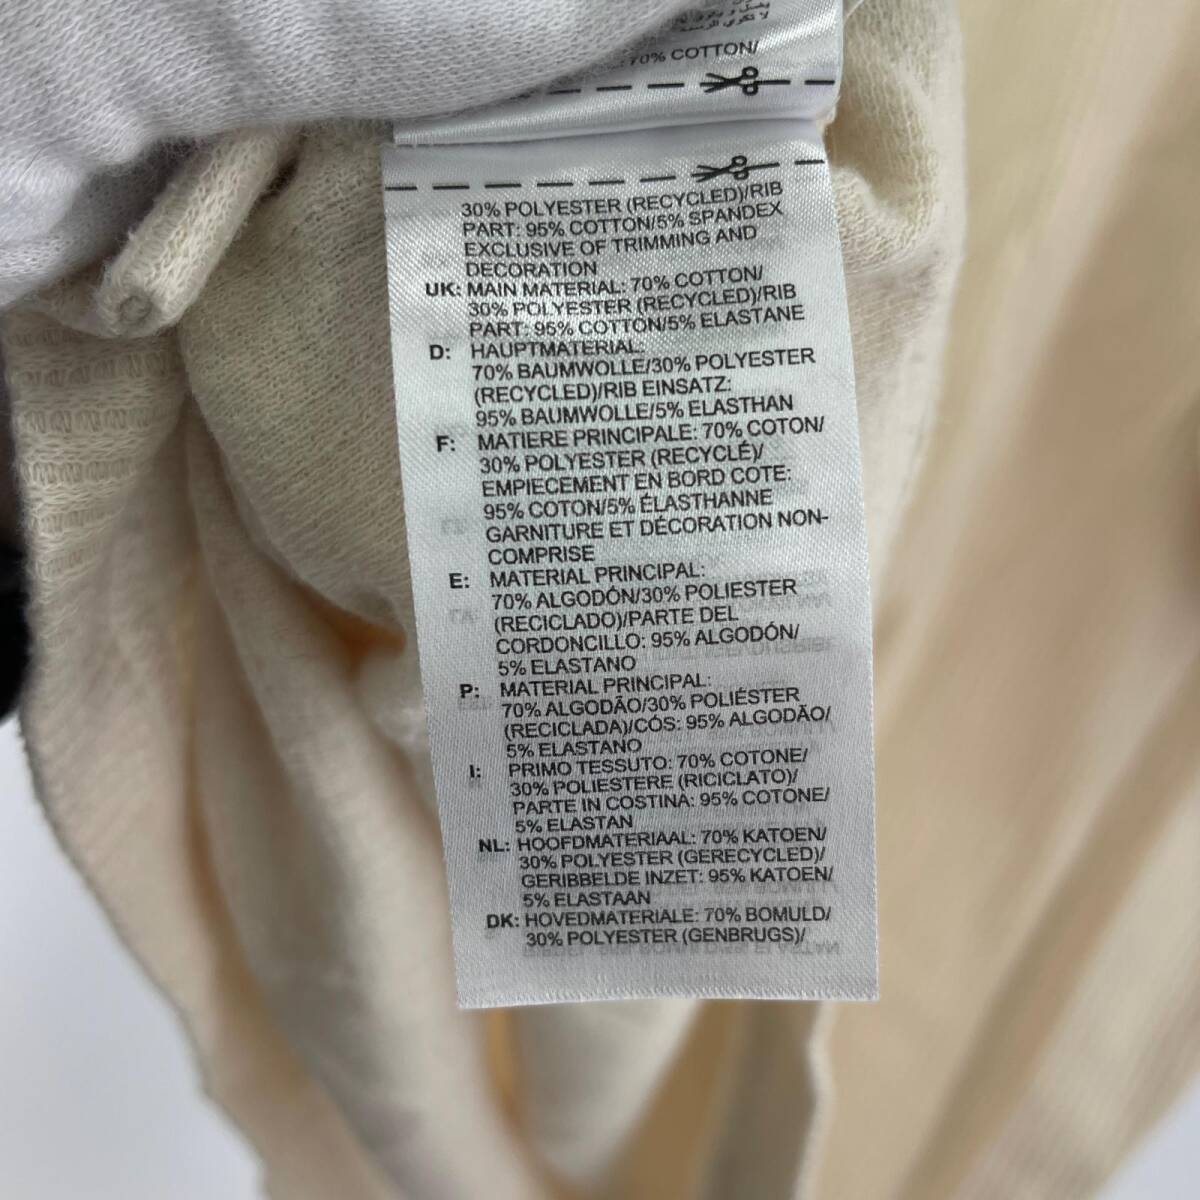 70% COTTON/
30% POLYESTER (RECYCLED)/RIB
PART: 95% COTTON/5% SPANDEX
EXCLUSIVE OF TRIMMING AND
DECORATION
UK: MAIN MATERIAL: 70% COTTON/
30% POLYESTER (RECYCLED)/RIB
PART: 95% COTTON/5% ELASTANE
D: HAUPTMATERIAL:
70% BAUMWOLLE/30% POLYESTER
(RECYCLED)/RIB EINSATZ:
95% BAUMWOLLE/5% ELASTHAN
F: MATIERE PRINCIPALE: 70% COTON/
30% POLYESTER (RECYCLÉ)/
EMPIECEMENT EN BORD COTE:
95% COTON/5% ÉLASTHANNE
GARNITURE ET DÉCORATION NON-
COMPRISE
E: MATERIAL PRINCIPAL:
70% ALGODÓN/30% POLIESTER
(RECICLADO)/PARTE DEL
CORDONCILLO: 95% ALGODÓN/
5% ELASTANO
P: MATERIAL PRINCIPAL:
70% ALGODÃO/30% POLIÉSTER
(RECICLADA)/CÓS: 95% ALGODÃO/
5% ELASTANO
I: PRIMO TESSUTO: 70% COTONE/
30% POLIESTERE (RICICLATO)/
PARTE IN COSTINA: 95% COTONE/
5% ELASTAN
NL: HOOFDMATERIAAL: 70% KATOEN/
30% POLYESTER (GERECYCLED)/
GERIBBELDE INZET: 95% KATOEN/
5% ELASTAAN
DK: HOVEDMATERIALE: 70% BOMULD/
30% POLYESTER (GENBRUGS)/